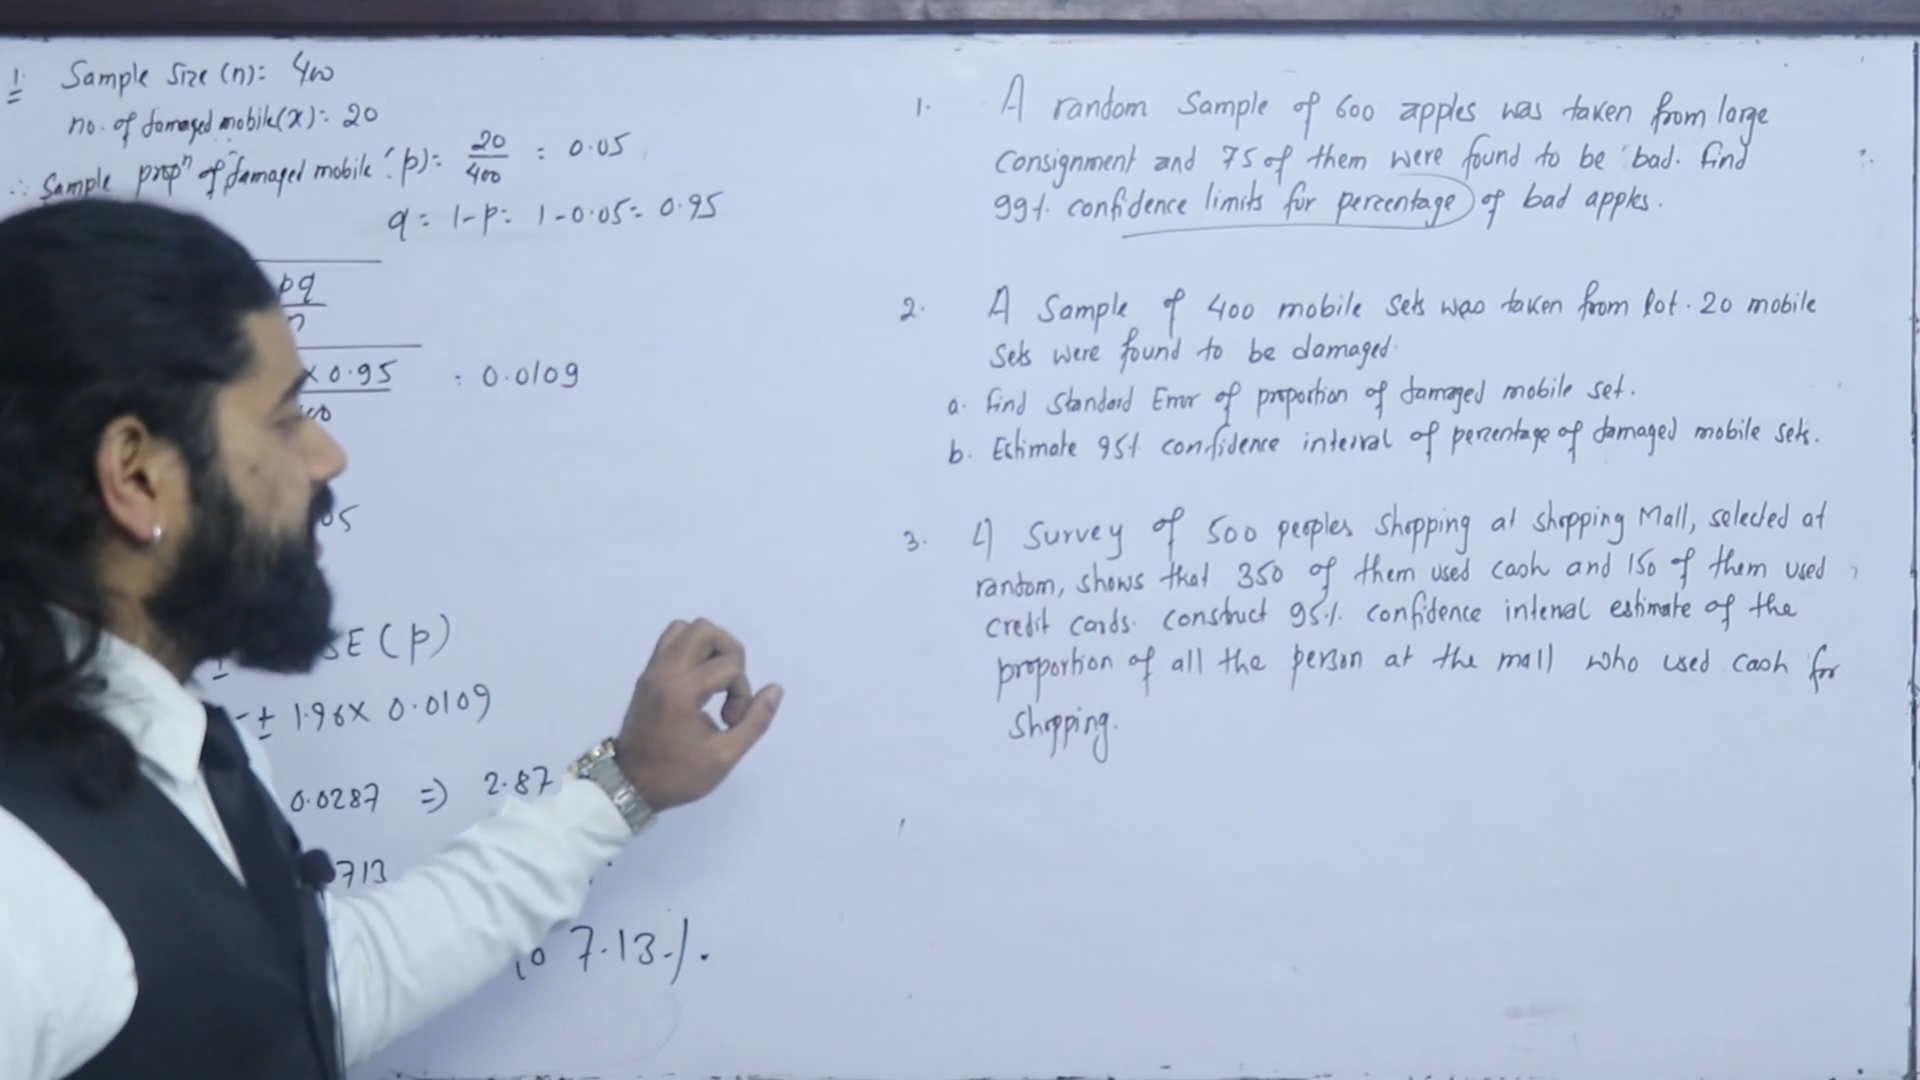 1. Sample Size (n): 400
no. of damaged mobile(x): 20
∴ Sample propⁿ of damaged mobile (p): 20/400 = 0.05
q = 1-p: 1-0.05: 0.95
pq
n
× 0.95 : 0.0109
05
± SE(p)
± 1.96× 0.0109
0.0287 ⇒ 2.87
713
to 7.13%.
1. A random Sample of 600 apples was taken from large
consignment and 75 of them were found to be bad. find
99% confidence limits for percentage of bad apples.
2. A Sample of 400 mobile sets was taken from lot. 20 mobile
sets were found to be damaged.
a. find Standard Error of proportion of damaged mobile set.
b. Estimate 95% confidence interval of percentage of damaged mobile sets.
3. A survey of 500 peoples shopping at shopping Mall, selected at
random, shows that 350 of them used cash and 150 of them used
credit cards. construct 95% confidence interval estimate of the
proportion of all the person at the mall who used cash for
shopping.